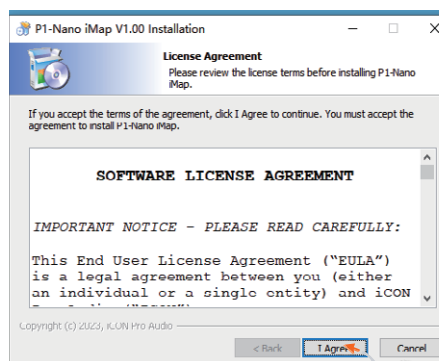 P1-Nano iMap V1.00 Installation
License Agreement
Please review the license terms before installing P1-Nano
iMap.
If you accept the terms of the agreement, click I Agree to continue. You must accept the
agreement to install P1-Nano iMap.
SOFTWARE LICENSE AGREEMENT
IMPORTANT NOTICE – PLEASE READ CAREFULLY:
This End User License Agreement ("EULA")
is a legal agreement between you (either
an individual or a single entity) and iCON
Copyright (c) 2023, iCON Pro Audio
< Back
I Agree
Cancel